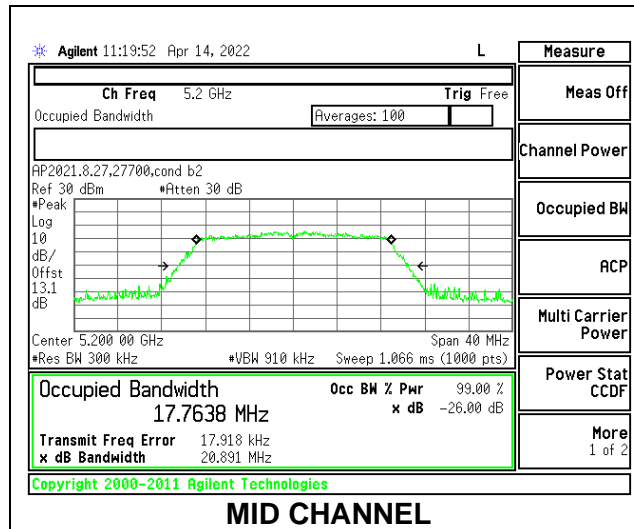 Agilent 11:19:52 Apr 14, 2022 L
Measure
Ch Freq 5.2 GHz Trig Free
Meas Off
Occupied Bandwidth Averages: 100
Channel Power
AP2021.8.27,27700,cond b2
Ref 30 dBm #Atten 30 dB
#Peak
Log
10
dB/
Offst
13.1
dB
Occupied BW
ACP
Center 5.200 00 GHz Span 40 MHz
#Res BW 300 kHz #VBW 910 kHz Sweep 1.066 ms (1000 pts)
Multi Carrier
Power
Occupied Bandwidth Occ BW % Pwr 99.00 %
17.7638 MHz x dB -26.00 dB
Power Stat
CCDF
Transmit Freq Error 17.918 kHz
x dB Bandwidth 20.891 MHz
More
1 of 2
Copyright 2000-2011 Agilent Technologies
MID CHANNEL